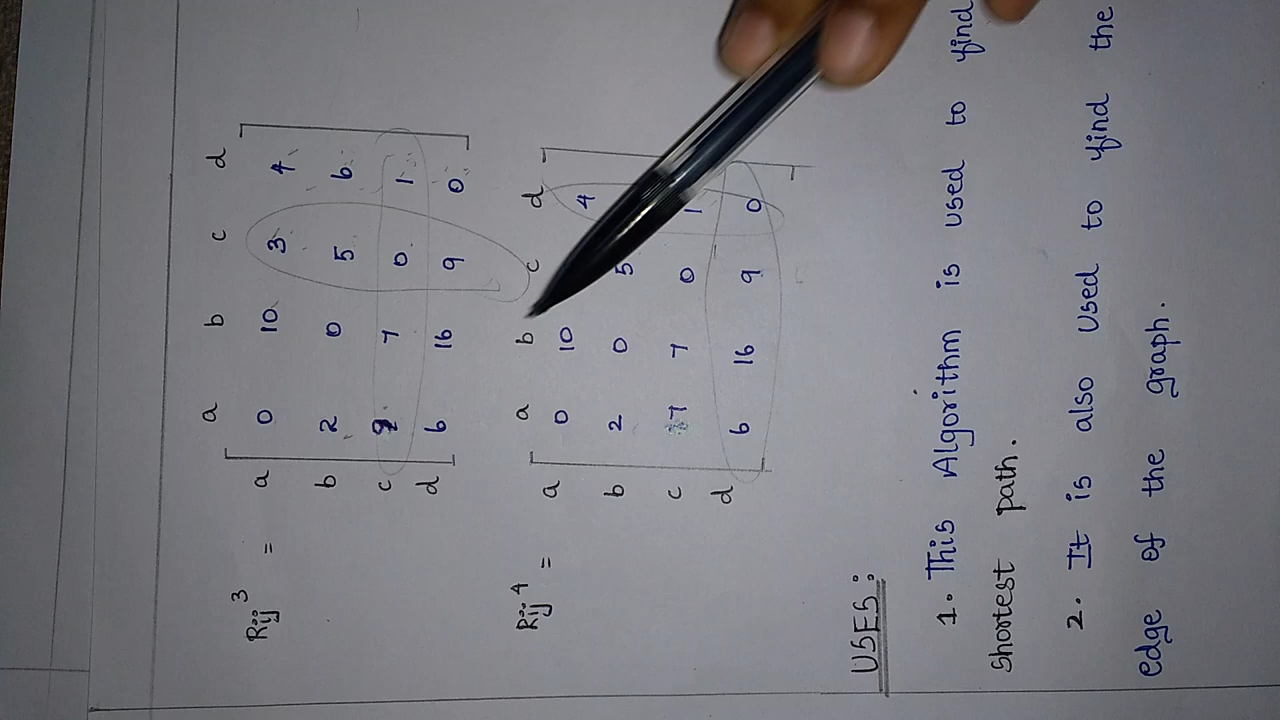 a b c d
Rij³ = a 0 10 3 4
b 2 0 5 6
c 9 7 0 1
d 6 16 9 0
a b c d
Rij⁴ = a 0 10 4
b 2 0 5
c 7 7 0 1
d 6 16 9 0
USES:
1. This Algorithm is used to find
shortest path.
2. It is also used to find the
edge of the graph.